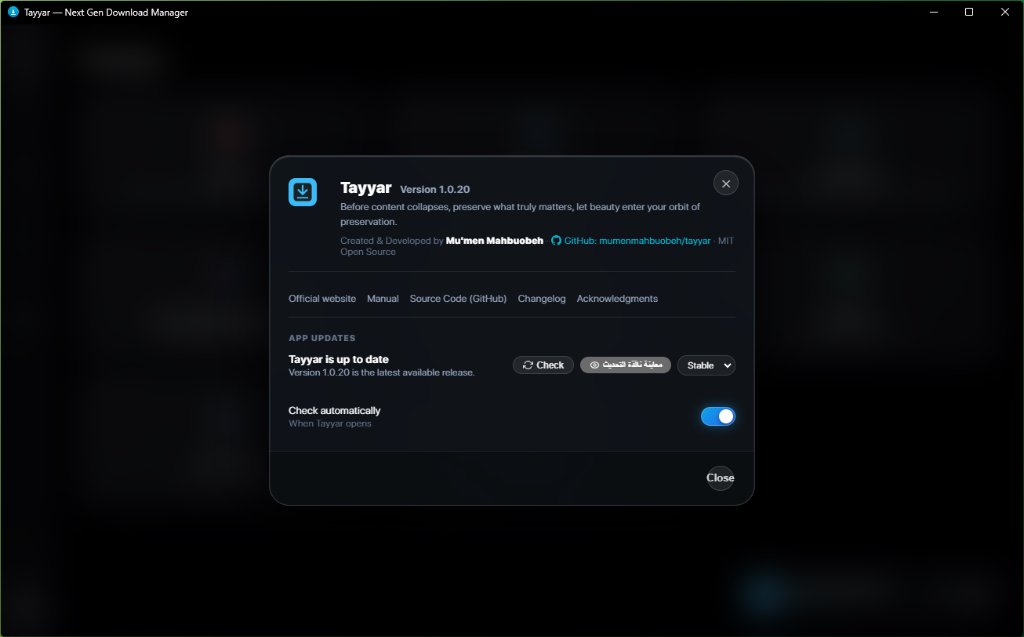 Tayyar — Next Gen Download Manager
Tayyar Version 1.0.20
Before content collapses, preserve what truly matters, let beauty enter your orbit of
preservation.
Created & Developed by Mu'men Mahbuobeh · GitHub: mumenmahbuobeh/tayyar · MIT
Open Source
Official website Manual Source Code (GitHub) Changelog Acknowledgments
APP UPDATES
Tayyar is up to date
Version 1.0.20 is the latest available release.
Check معاينة نافذة التحديث Stable
Check automatically
When Tayyar opens
Close